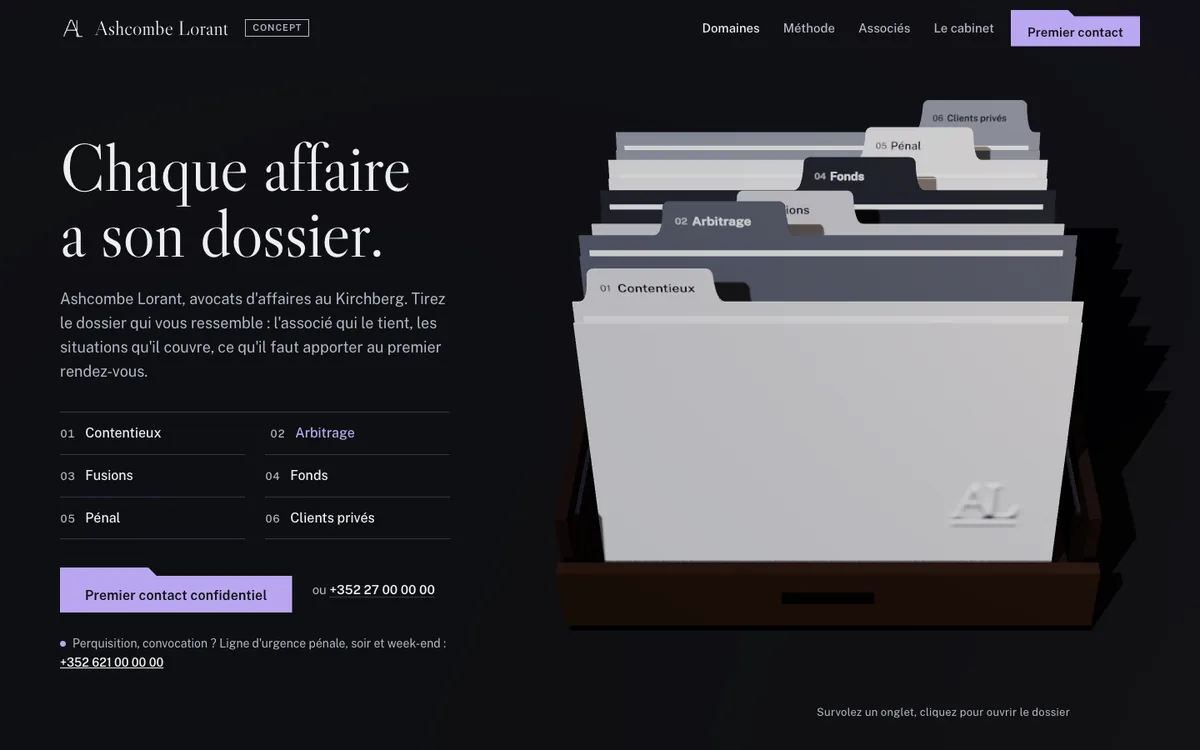 AL Ashcombe Lorant CONCEPT
Domaines Méthode Associés Le cabinet Premier contact
Chaque affaire
a son dossier.
Ashcombe Lorant, avocats d'affaires au Kirchberg. Tirez
le dossier qui vous ressemble : l'associé qui le tient, les
situations qu'il couvre, ce qu'il faut apporter au premier
rendez-vous.
01 Contentieux
02 Arbitrage
03 Fusions
04 Fonds
05 Pénal
06 Clients privés
Premier contact confidentiel
ou +352 27 00 00 00
Perquisition, convocation ? Ligne d'urgence pénale, soir et week-end :
+352 621 00 00 00
06 Clients privés
05 Pénal
04 Fonds
ions
02 Arbitrage
01 Contentieux
AL
Survolez un onglet, cliquez pour ouvrir le dossier